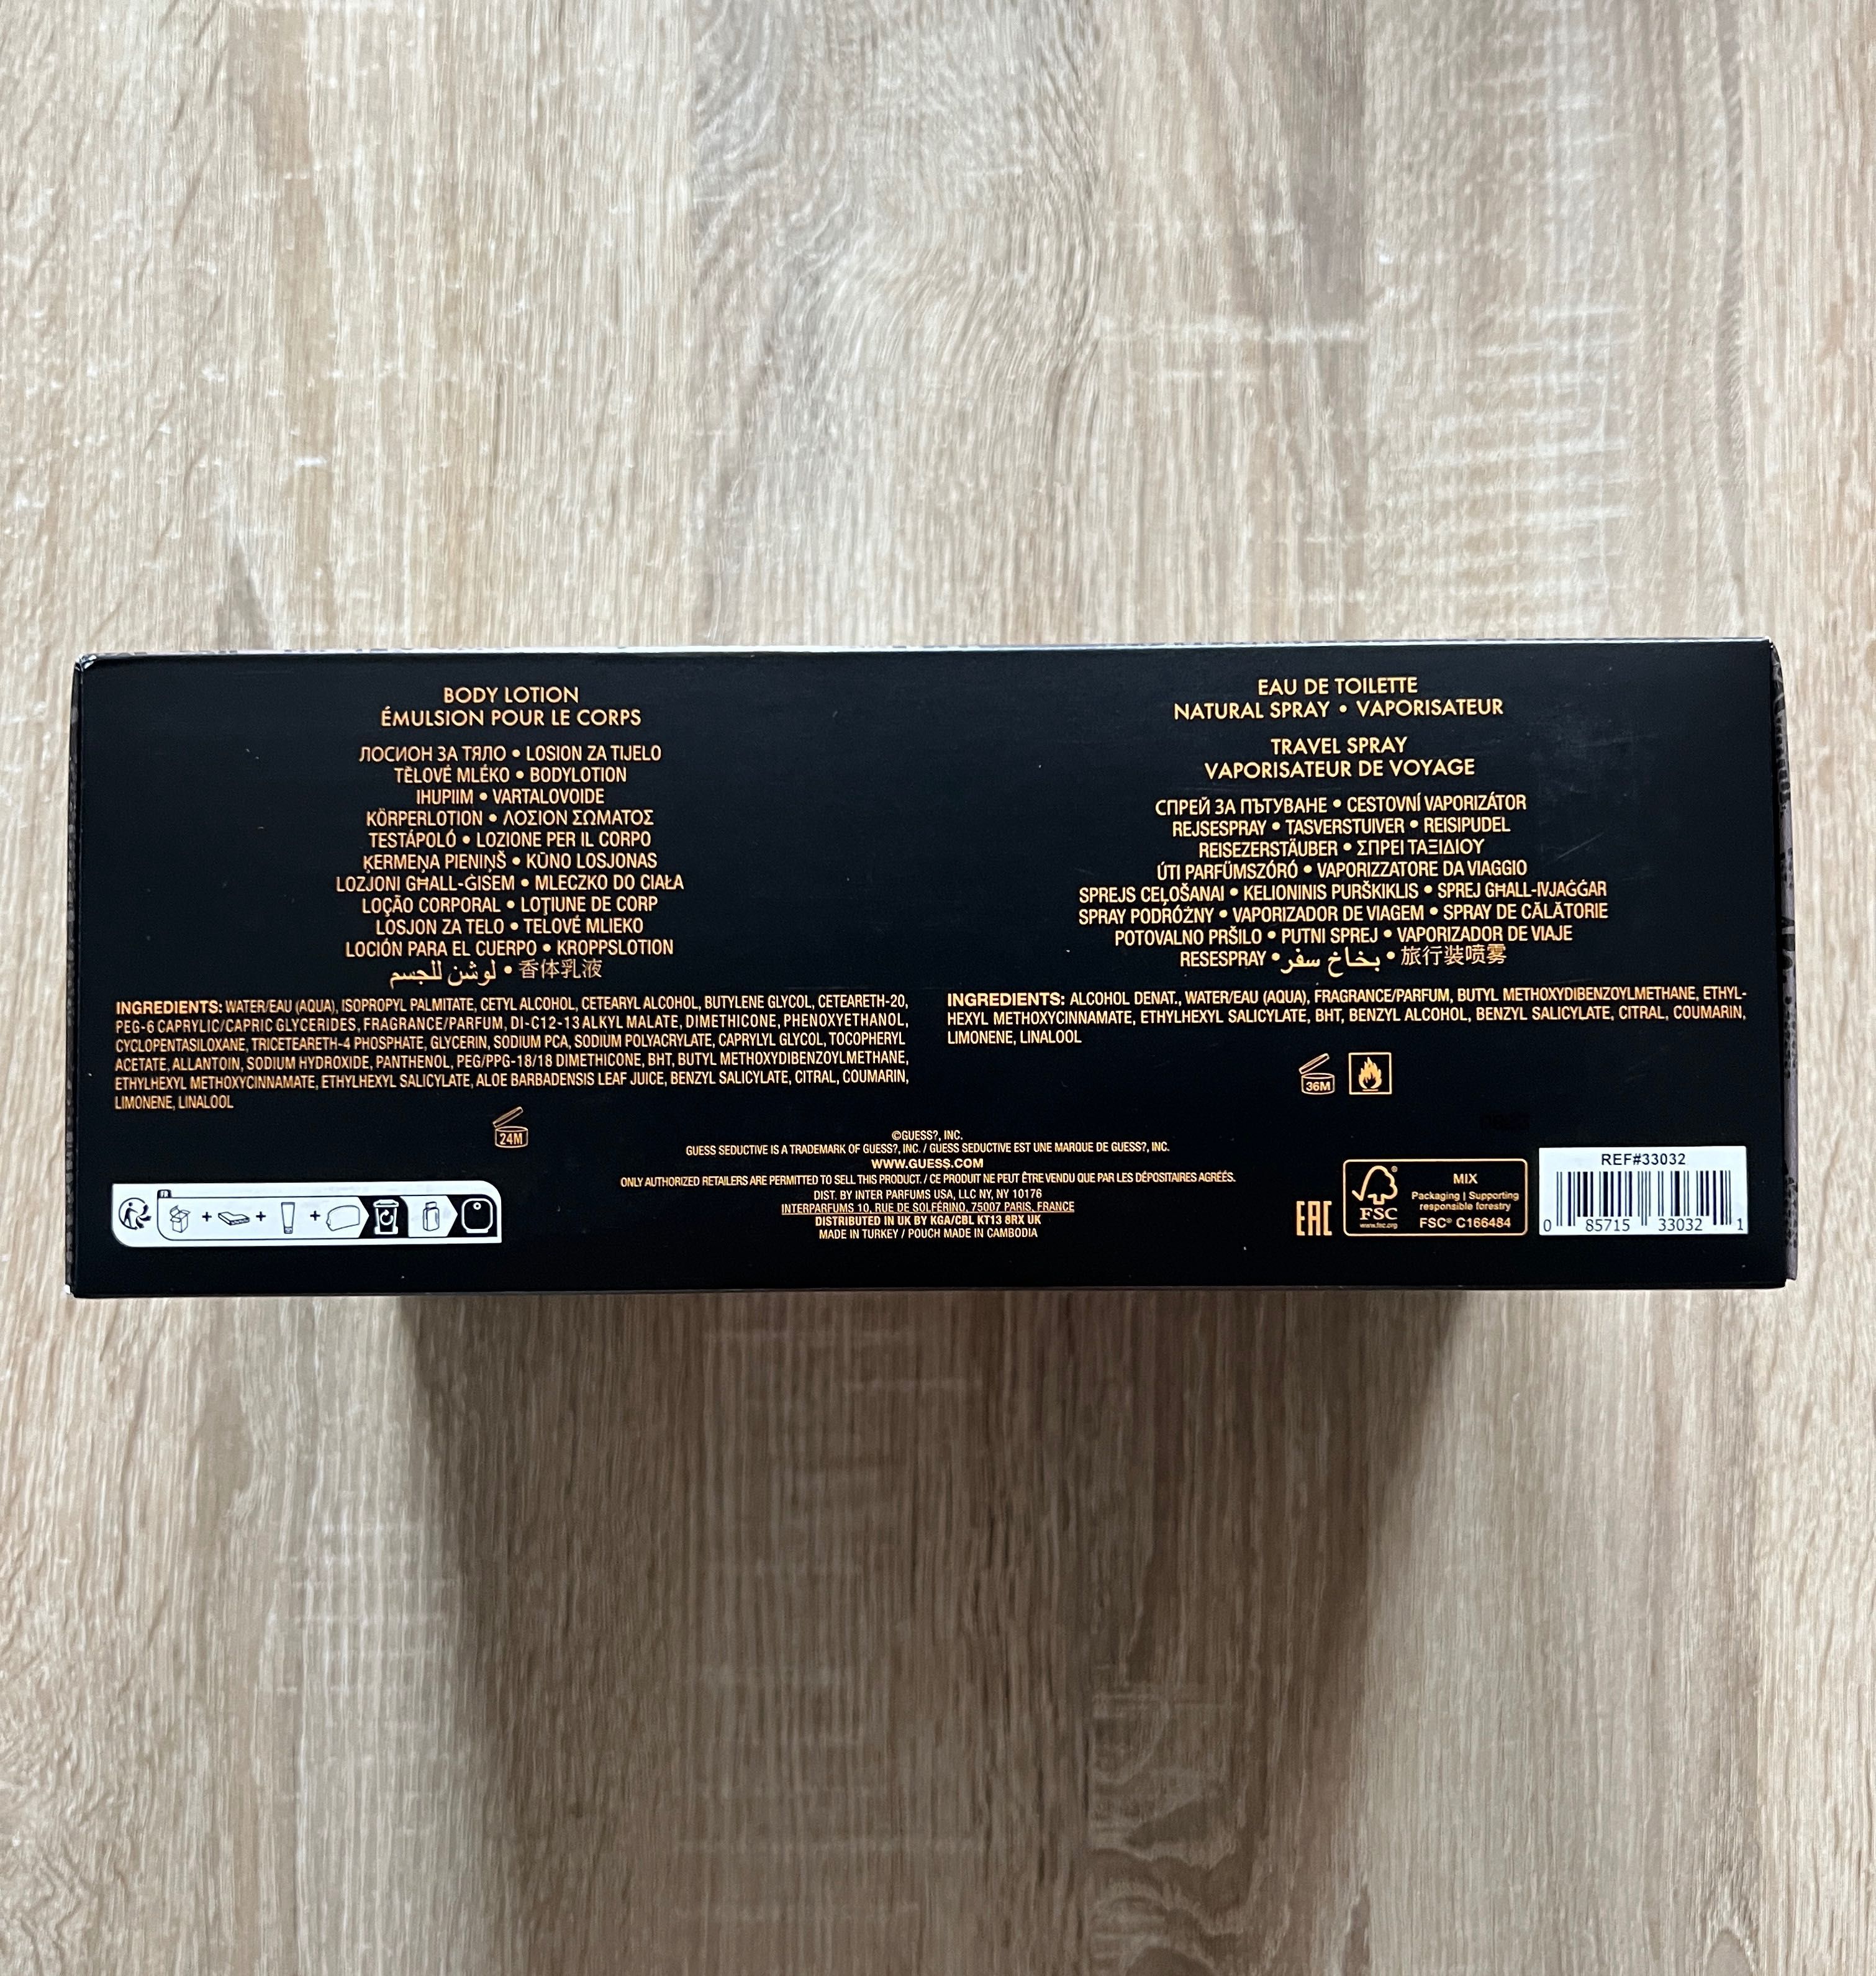 BODY LOTION
ÉMULSION POUR LE CORPS
ЛОСИОН ЗА ТЯЛО • LOSION ZA TIJELO
TĚLOVÉ MLÉKO • BODYLOTION
IHUPIIM • VARTALOVOIDE
KÖRPERLOTION • ΛΟΣΙΟΝ ΣΩΜΑΤΟΣ
TESTÁPOLÓ • LOZIONE PER IL CORPO
ĶERMEŅA PIENIŅŠ • KŪNO LOSJONAS
LOZJONI GĦALL-ĠISEM • MLECZKO DO CIAŁA
LOÇÃO CORPORAL • LOȚIUNE DE CORP
LOSJON ZA TELO • TELOVÉ MLIEKO
LOCIÓN PARA EL CUERPO • KROPPSLOTION
لوشن للجسم • 香体乳液
INGREDIENTS: WATER/EAU (AQUA), ISOPROPYL PALMITATE, CETYL ALCOHOL, CETEARYL ALCOHOL, BUTYLENE GLYCOL, CETEARETH-20,
PEG-6 CAPRYLIC/CAPRIC GLYCERIDES, FRAGRANCE/PARFUM, DI-C12-13 ALKYL MALATE, DIMETHICONE, PHENOXYETHANOL,
CYCLOPENTASILOXANE, TRICETEARETH-4 PHOSPHATE, GLYCERIN, SODIUM PCA, SODIUM POLYACRYLATE, CAPRYLYL GLYCOL, TOCOPHERYL
ACETATE, ALLANTOIN, SODIUM HYDROXIDE, PANTHENOL, PEG/PPG-18/18 DIMETHICONE, BHT, BUTYL METHOXYDIBENZOYLMETHANE,
ETHYLHEXYL METHOXYCINNAMATE, ETHYLHEXYL SALICYLATE, ALOE BARBADENSIS LEAF JUICE, BENZYL SALICYLATE, CITRAL, COUMARIN,
LIMONENE, LINALOOL
24M
EAU DE TOILETTE
NATURAL SPRAY • VAPORISATEUR
TRAVEL SPRAY
VAPORISATEUR DE VOYAGE
СПРЕЙ ЗА ПЪТУВАНЕ • CESTOVNÍ VAPORIZÁTOR
REJSESPRAY • TASVERSTUIVER • REISIPUDEL
REISEZERSTÄUBER • ΣΠΡΕΙ ΤΑΞΙΔΙΟΥ
ÚTI PARFÜMSZÓRÓ • VAPORIZZATORE DA VIAGGIO
SPREJS CEĻOŠANAI • KELIONINIS PURŠKIKLIS • SPREJ GĦALL-IVJAĠĠAR
SPRAY PODRÓŻNY • VAPORIZADOR DE VIAGEM • SPRAY DE CĂLĂTORIE
POTOVALNO PRŠILO • PUTNI SPREJ • VAPORIZADOR DE VIAJE
RESESPRAY • بخاخ سفر • 旅行装喷雾
INGREDIENTS: ALCOHOL DENAT., WATER/EAU (AQUA), FRAGRANCE/PARFUM, BUTYL METHOXYDIBENZOYLMETHANE, ETHYL-
HEXYL METHOXYCINNAMATE, ETHYLHEXYL SALICYLATE, BHT, BENZYL ALCOHOL, BENZYL SALICYLATE, CITRAL, COUMARIN,
LIMONENE, LINALOOL
36M
©GUESS?, INC.
GUESS SEDUCTIVE IS A TRADEMARK OF GUESS?, INC. / GUESS SEDUCTIVE EST UNE MARQUE DE GUESS?, INC.
WWW.GUESS.COM
ONLY AUTHORIZED RETAILERS ARE PERMITTED TO SELL THIS PRODUCT. / CE PRODUIT NE PEUT ÊTRE VENDU QUE PAR LES DÉPOSITAIRES AGRÉÉS.
DIST. BY INTER PARFUMS USA, LLC NY, NY 10176
INTERPARFUMS 10, RUE DE SOLFÉRINO, 75007 PARIS, FRANCE
DISTRIBUTED IN UK BY KGA/CBL KT13 8RX UK
MADE IN TURKEY / POUCH MADE IN CAMBODIA
FR
+ + +
EAC
FSC
www.fsc.org
MIX
Packaging | Supporting
responsible forestry
FSC® C166484
REF#33032
0 85715 33032 1